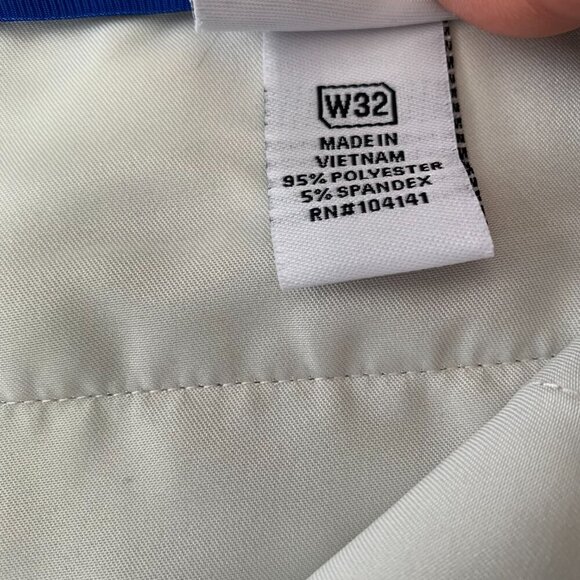 W32
MADE IN
VIETNAM
95% POLYESTER
5% SPANDEX
RN#104141